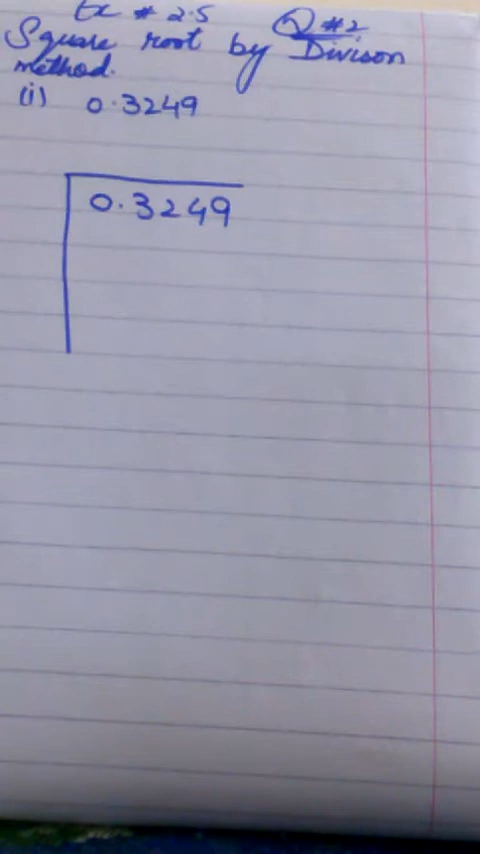 Ex # 2.5 Q #2
Square root by Divison
method.
(i) 0.3249
0.3249